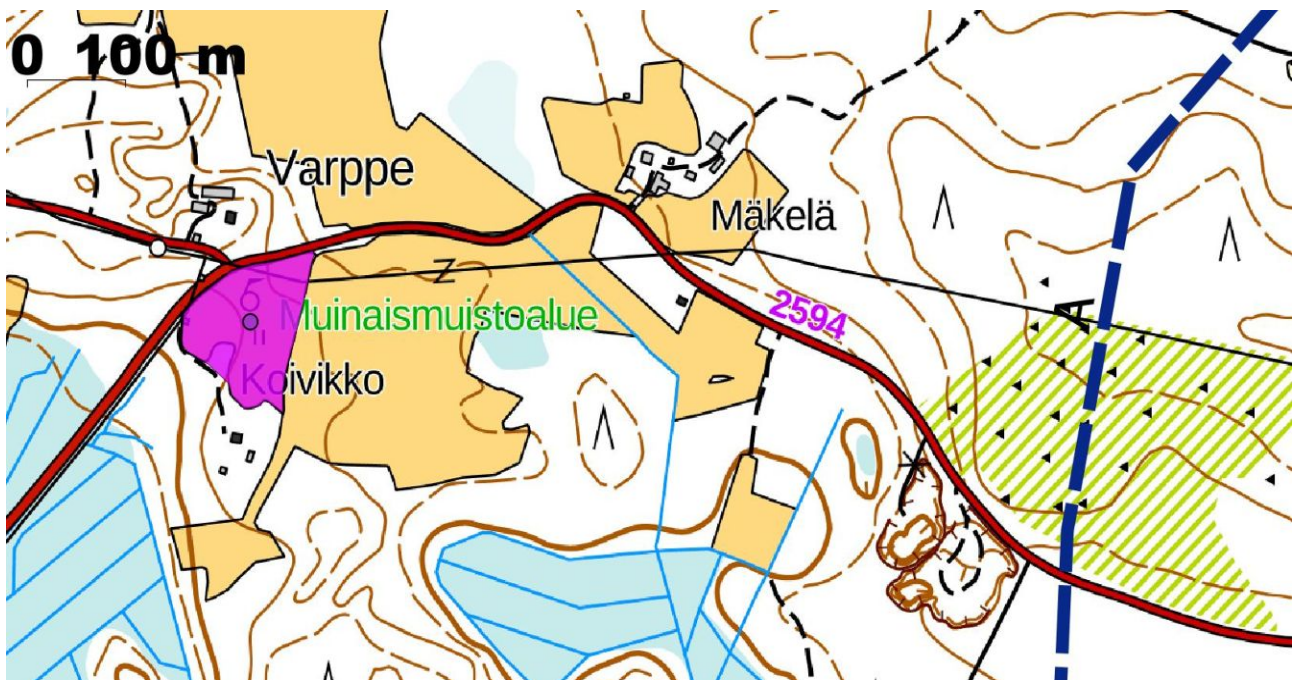 0 100 m
Varppe
Mäkelä
Z
Muinaismuistoalue
2594
A
Koivikko